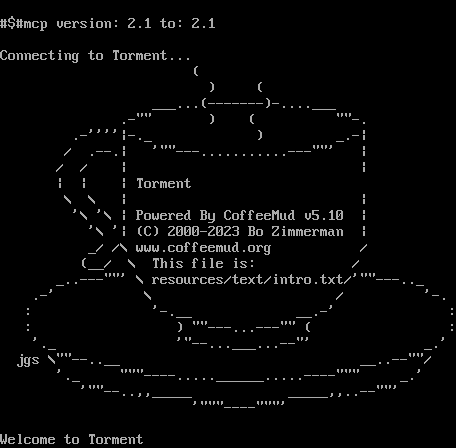 #$#mcp version: 2.1 to: 2.1
Connecting to Torment...
Torment
Powered By CoffeeMud v5.10
(C) 2000-2023 Bo Zimmerman
www.coffeemud.org
This file is:
resources/text/intro.txt
jgs
Welcome to Torment